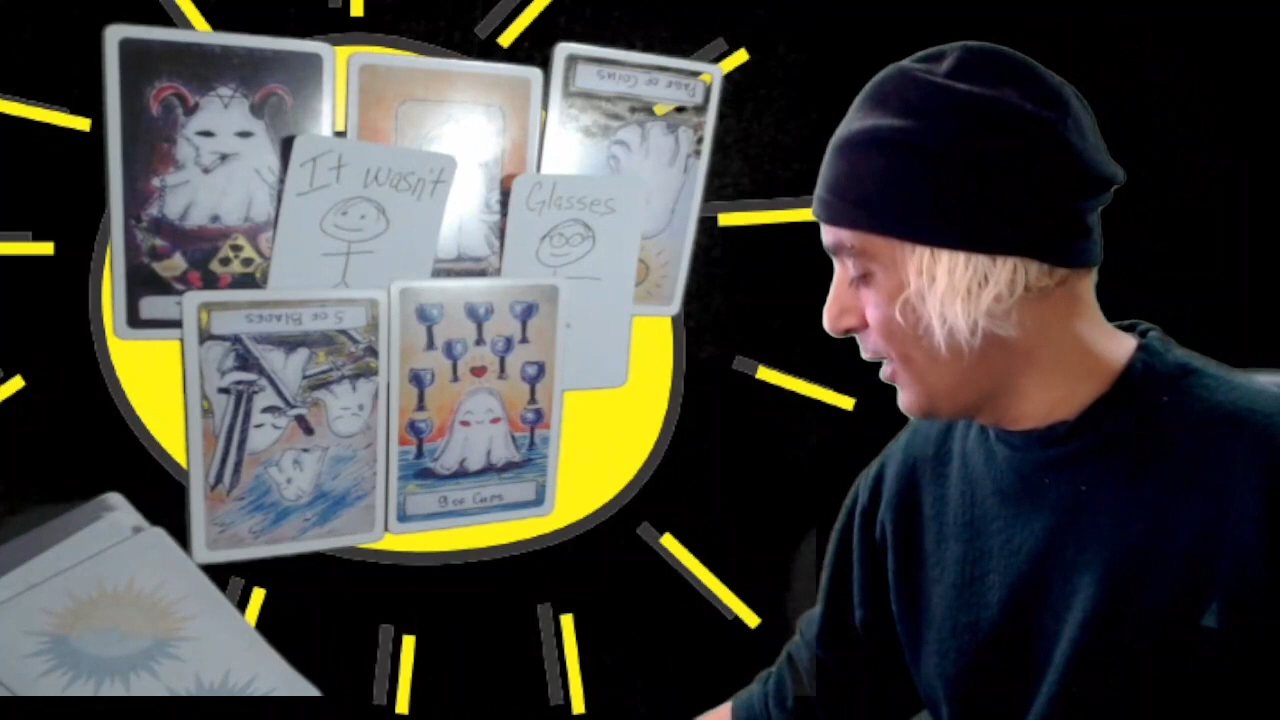 PAGE OF COINS
It wasn't
Glasses
5 OF BLADES
9 OF CUPS